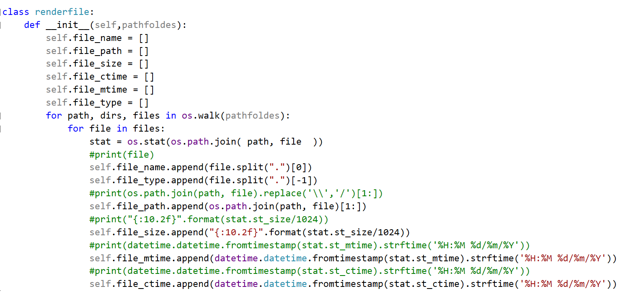 class renderfile:
    def __init__(self,pathfoldes):
        self.file_name = []
        self.file_path = []
        self.file_size = []
        self.file_ctime = []
        self.file_mtime = []
        self.file_type = []
        for path, dirs, files in os.walk(pathfoldes):
            for file in files:
                stat = os.stat(os.path.join( path, file  ))
                #print(file)
                self.file_name.append(file.split(".")[0])
                self.file_type.append(file.split(".")[-1])
                #print(os.path.join(path, file).replace('\\','/')[1:])
                self.file_path.append(os.path.join(path, file)[1:])
                #print("{:10.2f}".format(stat.st_size/1024))
                self.file_size.append("{:10.2f}".format(stat.st_size/1024))
                #print(datetime.datetime.fromtimestamp(stat.st_mtime).strftime('%H:%M %d/%m/%Y'))
                self.file_mtime.append(datetime.datetime.fromtimestamp(stat.st_mtime).strftime('%H:%M %d/%m/%Y'))
                #print(datetime.datetime.fromtimestamp(stat.st_ctime).strftime('%H:%M %d/%m/%Y'))
                self.file_ctime.append(datetime.datetime.fromtimestamp(stat.st_ctime).strftime('%H:%M %d/%m/%Y'))